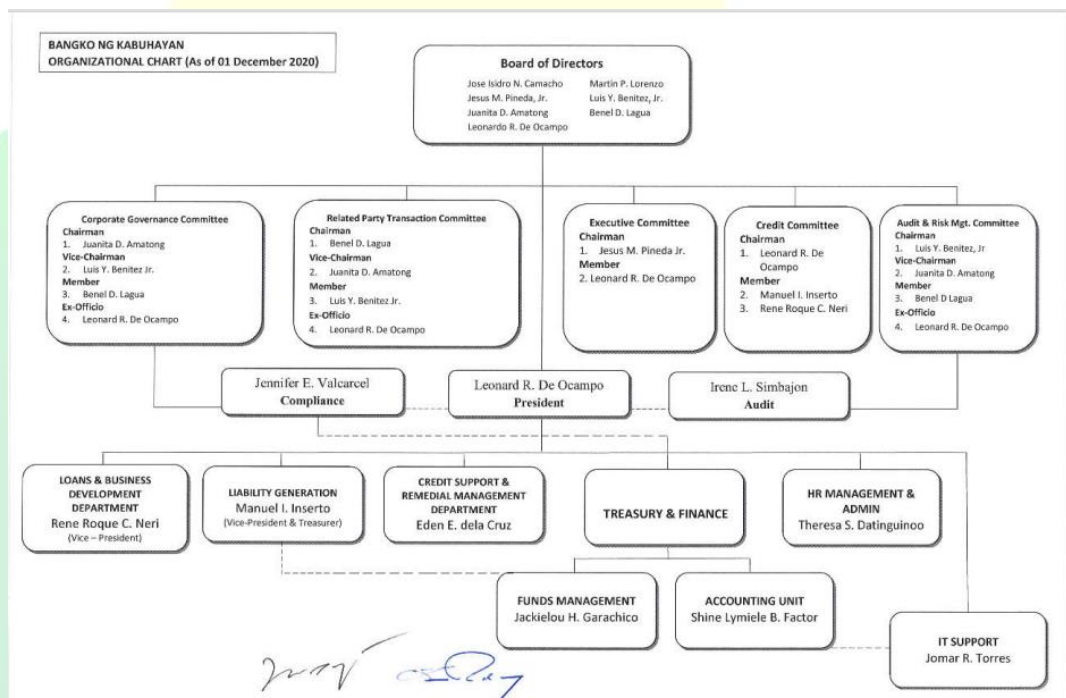 BANGKO NG KABUHAYAN
ORGANIZATIONAL CHART (As of 01 December 2020)
Board of Directors
Jose Isidro N. Camacho
Jesus M. Pineda, Jr.
Juanita D. Amatong
Leonardo R. De Ocampo
Martin P. Lorenzo
Luis Y. Benitez, Jr.
Benel D. Lagua
Corporate Governance Committee
Chairman
1. Juanita D. Amatong
Vice-Chairman
2. Luis Y. Benitez Jr.
Member
3. Benel D. Lagua
Ex-Officio
4. Leonard R. De Ocampo
Related Party Transaction Committee
Chairman
1. Benel D. Lagua
Vice-Chairman
2. Juanita D. Amatong
Member
3. Luis Y. Benitez Jr.
Ex-Officio
4. Leonard R. De Ocampo
Executive Committee
Chairman
1. Jesus M. Pineda Jr.
Member
2. Leonard R. De Ocampo
Credit Committee
Chairman
1. Leonard R. De
Ocampo
Member
2. Manuel I. Inserto
3. Rene Roque C. Neri
Audit & Risk Mgt. Committee
Chairman
1. Luis Y. Benitez, Jr
Vice-Chairman
2. Juanita D. Amatong
Member
3. Benel D Lagua
Ex-Officio
4. Leonard R. De Ocampo
Jennifer E. Valcarcel
Compliance
Leonard R. De Ocampo
President
Irene L. Simbajon
Audit
LOANS & BUSINESS
DEVELOPMENT
DEPARTMENT
Rene Roque C. Neri
(Vice – President)
LIABILITY GENERATION
Manuel I. Inserto
(Vice-President & Treasurer)
CREDIT SUPPORT &
REMEDIAL MANAGEMENT
DEPARTMENT
Eden E. dela Cruz
TREASURY & FINANCE
HR MANAGEMENT &
ADMIN
Theresa S. Datinguinoo
FUNDS MANAGEMENT
Jackielou H. Garachico
ACCOUNTING UNIT
Shine Lymiele B. Factor
IT SUPPORT
Jomar R. Torres